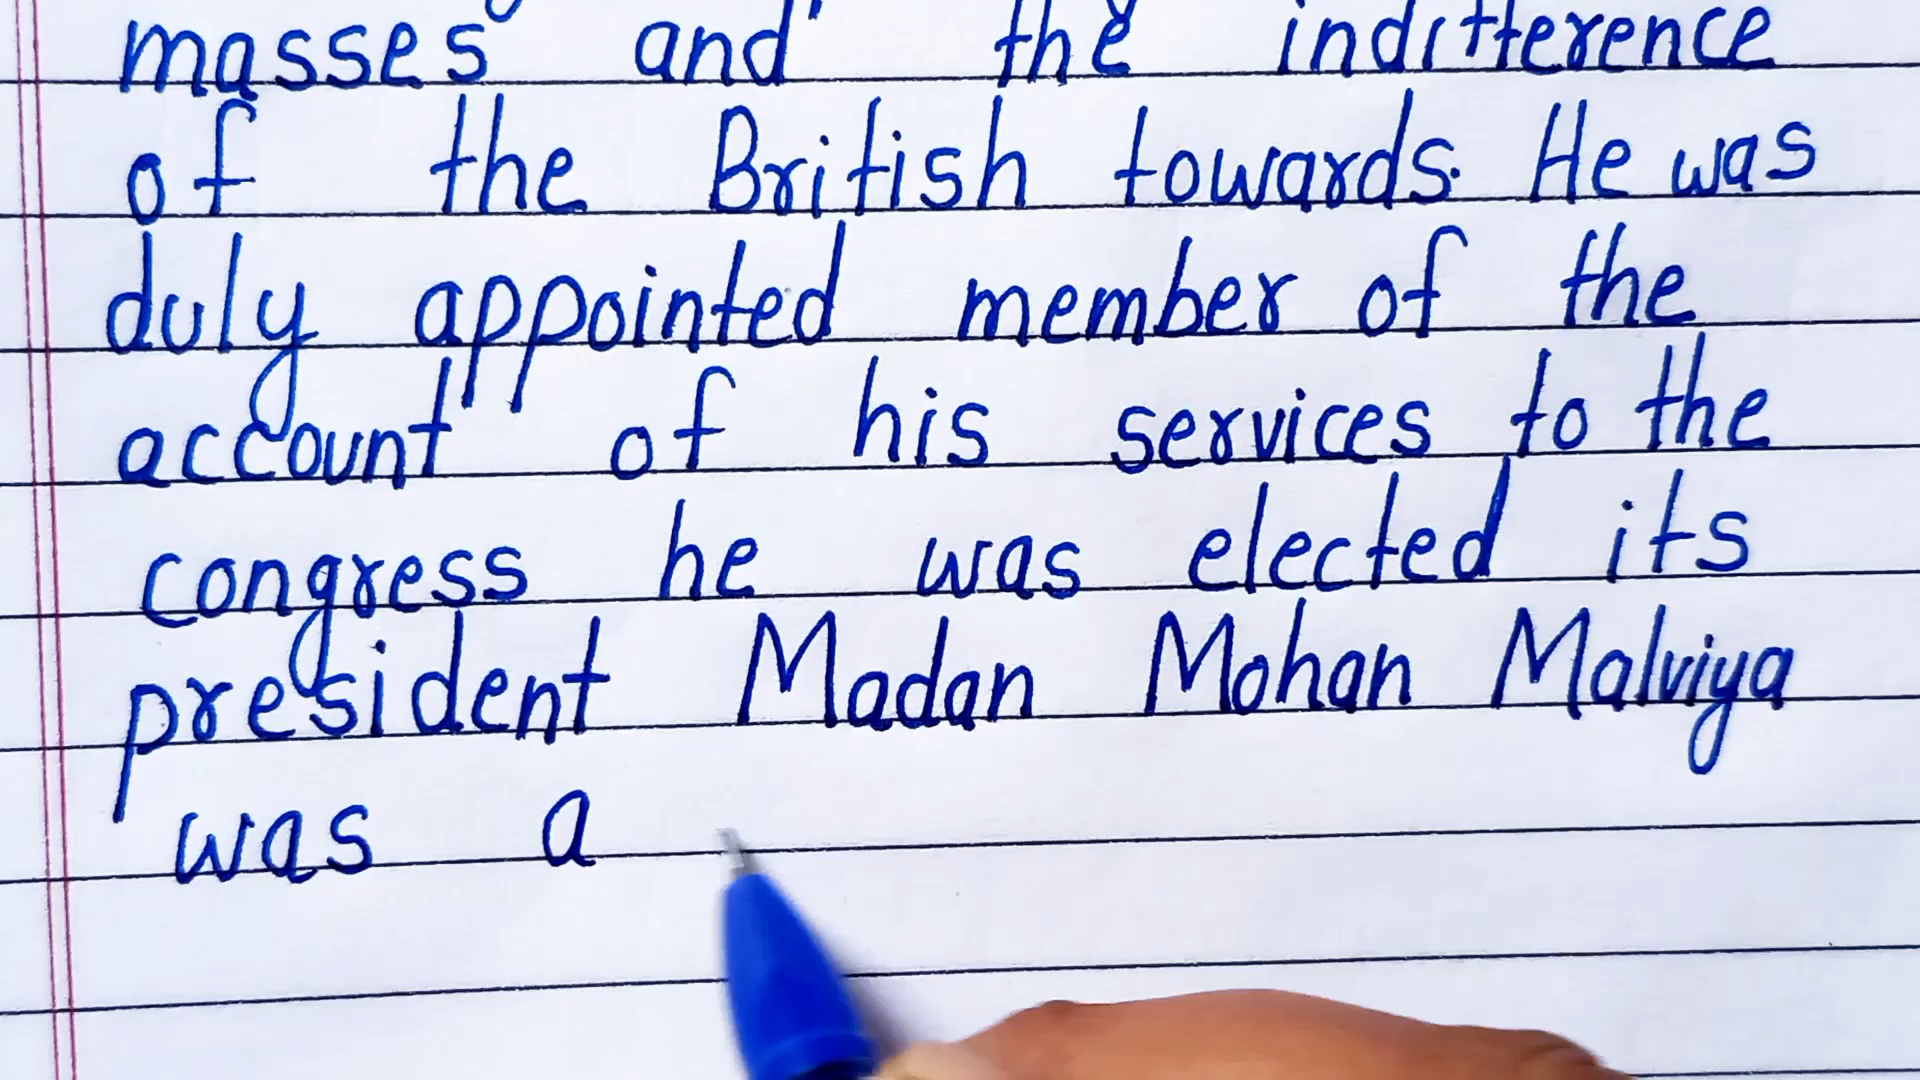 masses and the indifference
of the British towards. He was
duly appointed member of the
account of his services to the
congress he was elected its
president Madan Mohan Malviya
was a